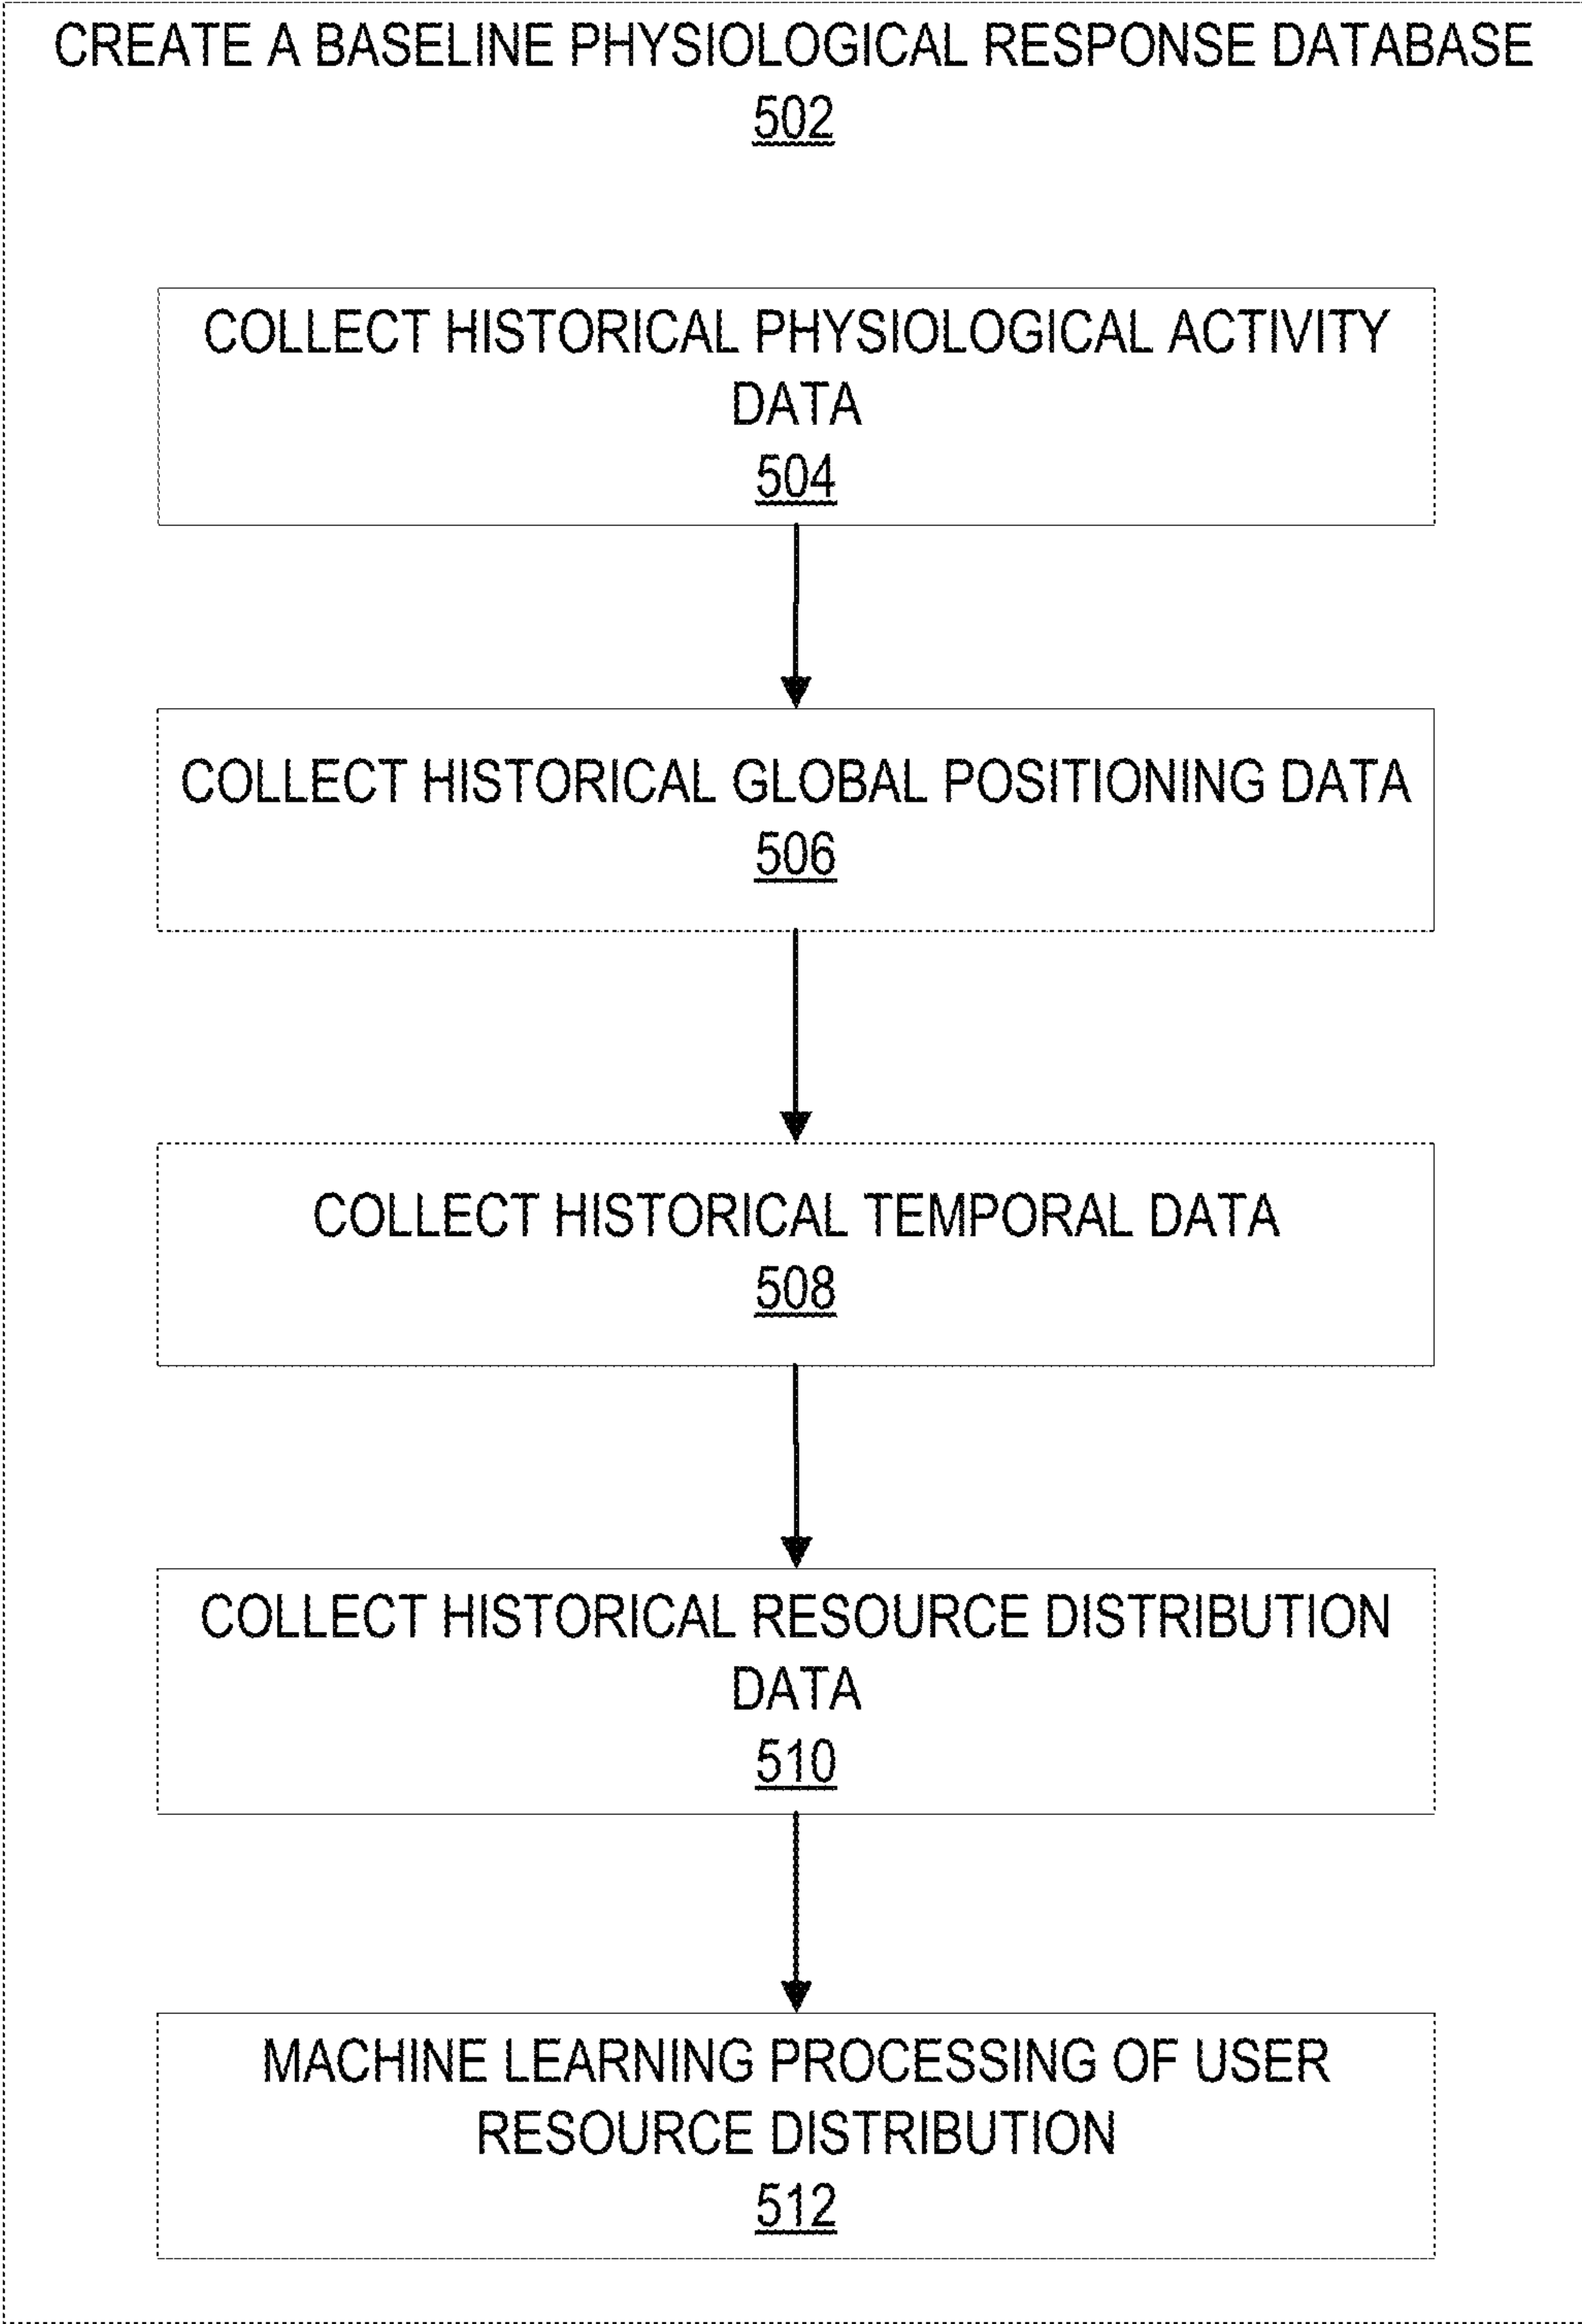 CREATE A BASELINE PHYSIOLOGICAL RESPONSE DATABASE
502
COLLECT HISTORICAL PHYSIOLOGICAL ACTIVITY
DATA
504
COLLECT HISTORICAL GLOBAL POSITIONING DATA
506
COLLECT HISTORICAL TEMPORAL DATA
508
COLLECT HISTORICAL RESOURCE DISTRIBUTION
DATA
510
MACHINE LEARNING PROCESSING OF USER
RESOURCE DISTRIBUTION
512